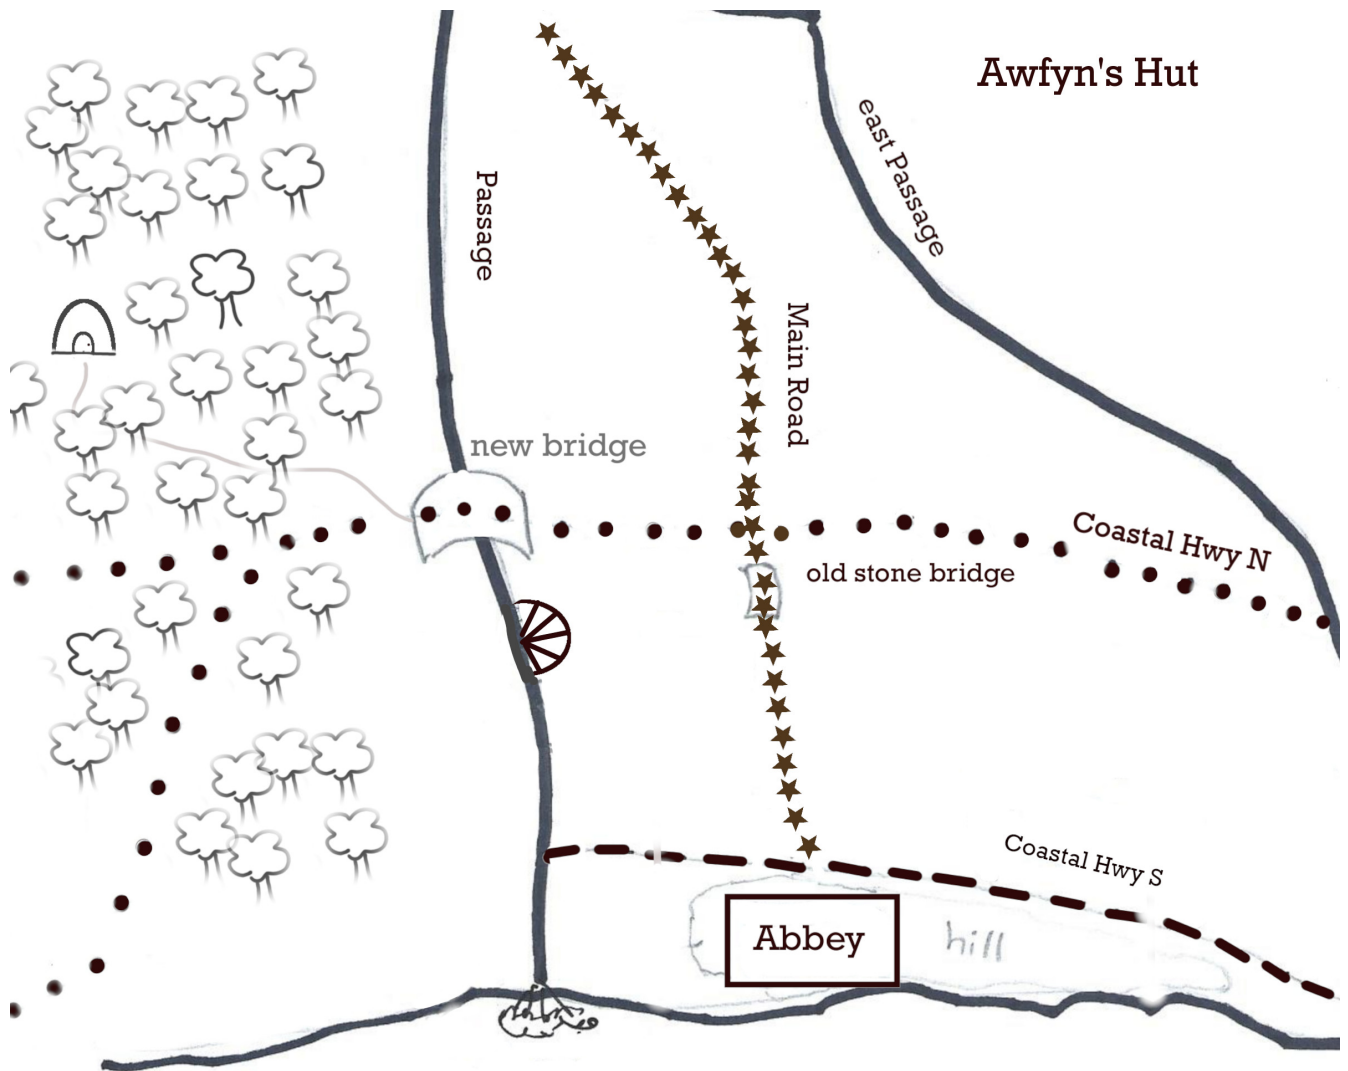 Awfyn's Hut
east Passage
Passage
Main Road
new bridge
Coastal Hwy N
old stone bridge
Coastal Hwy S
Abbey
hill